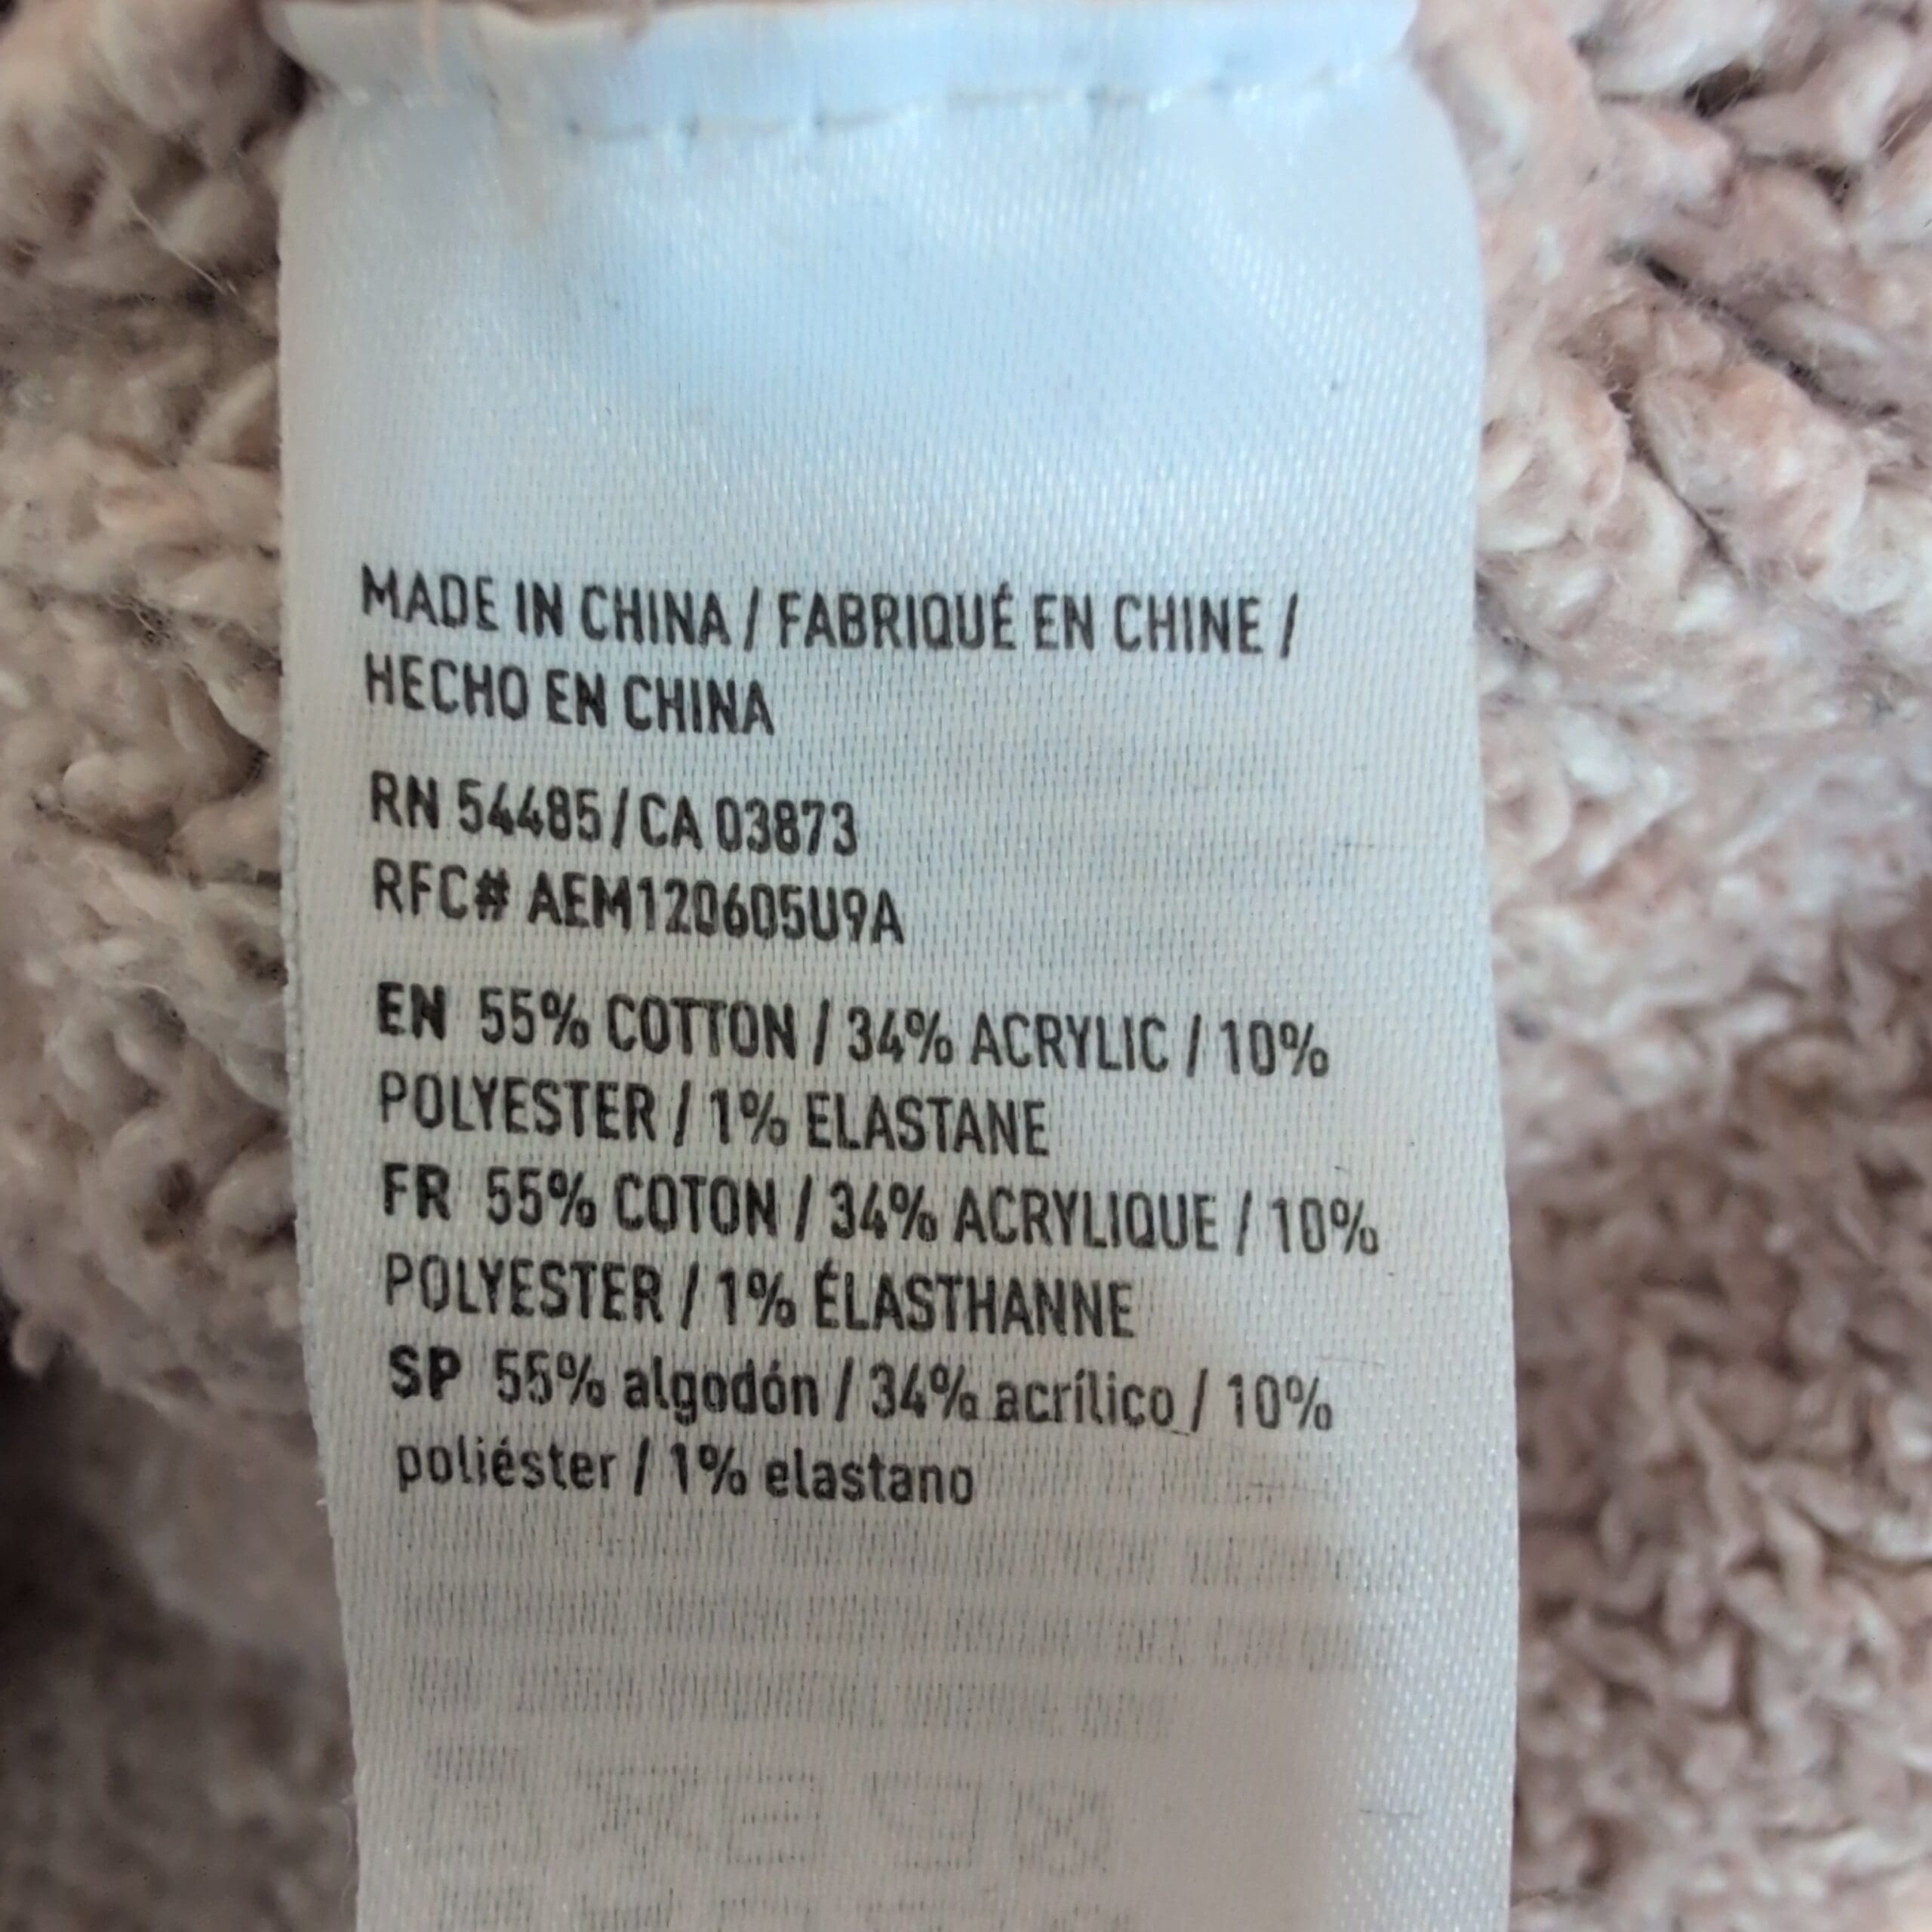 MADE IN CHINA / FABRIQUÉ EN CHINE /
HECHO EN CHINA
RN 54485/CA 03873
RFC# AEM120605U9A
EN 55% COTTON / 34% ACRYLIC / 10%
POLYESTER / 1% ELASTANE
FR 55% COTON / 34% ACRYLIQUE / 10%
POLYESTER / 1% ÉLASTHANNE
SP 55% algodón / 34% acrílico / 10%
poliéster / 1% elastano